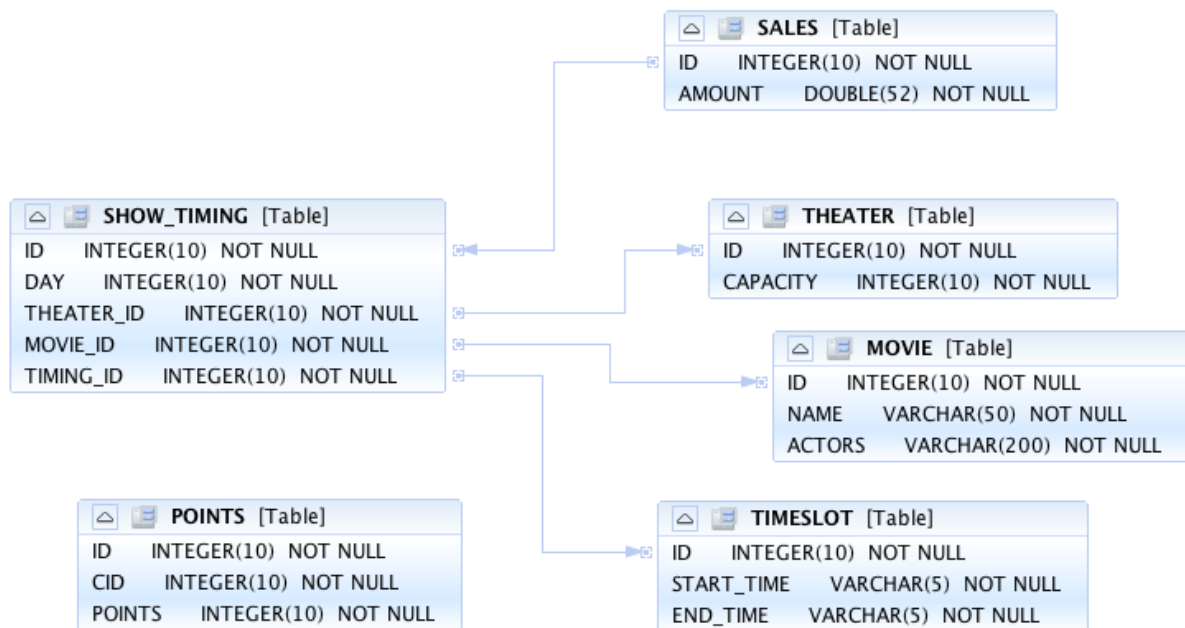 SALES [Table]
ID INTEGER(10) NOT NULL
AMOUNT DOUBLE(52) NOT NULL
SHOW_TIMING [Table]
ID INTEGER(10) NOT NULL
DAY INTEGER(10) NOT NULL
THEATER_ID INTEGER(10) NOT NULL
MOVIE_ID INTEGER(10) NOT NULL
TIMING_ID INTEGER(10) NOT NULL
THEATER [Table]
ID INTEGER(10) NOT NULL
CAPACITY INTEGER(10) NOT NULL
MOVIE [Table]
ID INTEGER(10) NOT NULL
NAME VARCHAR(50) NOT NULL
ACTORS VARCHAR(200) NOT NULL
POINTS [Table]
ID INTEGER(10) NOT NULL
CID INTEGER(10) NOT NULL
POINTS INTEGER(10) NOT NULL
TIMESLOT [Table]
ID INTEGER(10) NOT NULL
START_TIME VARCHAR(5) NOT NULL
END_TIME VARCHAR(5) NOT NULL